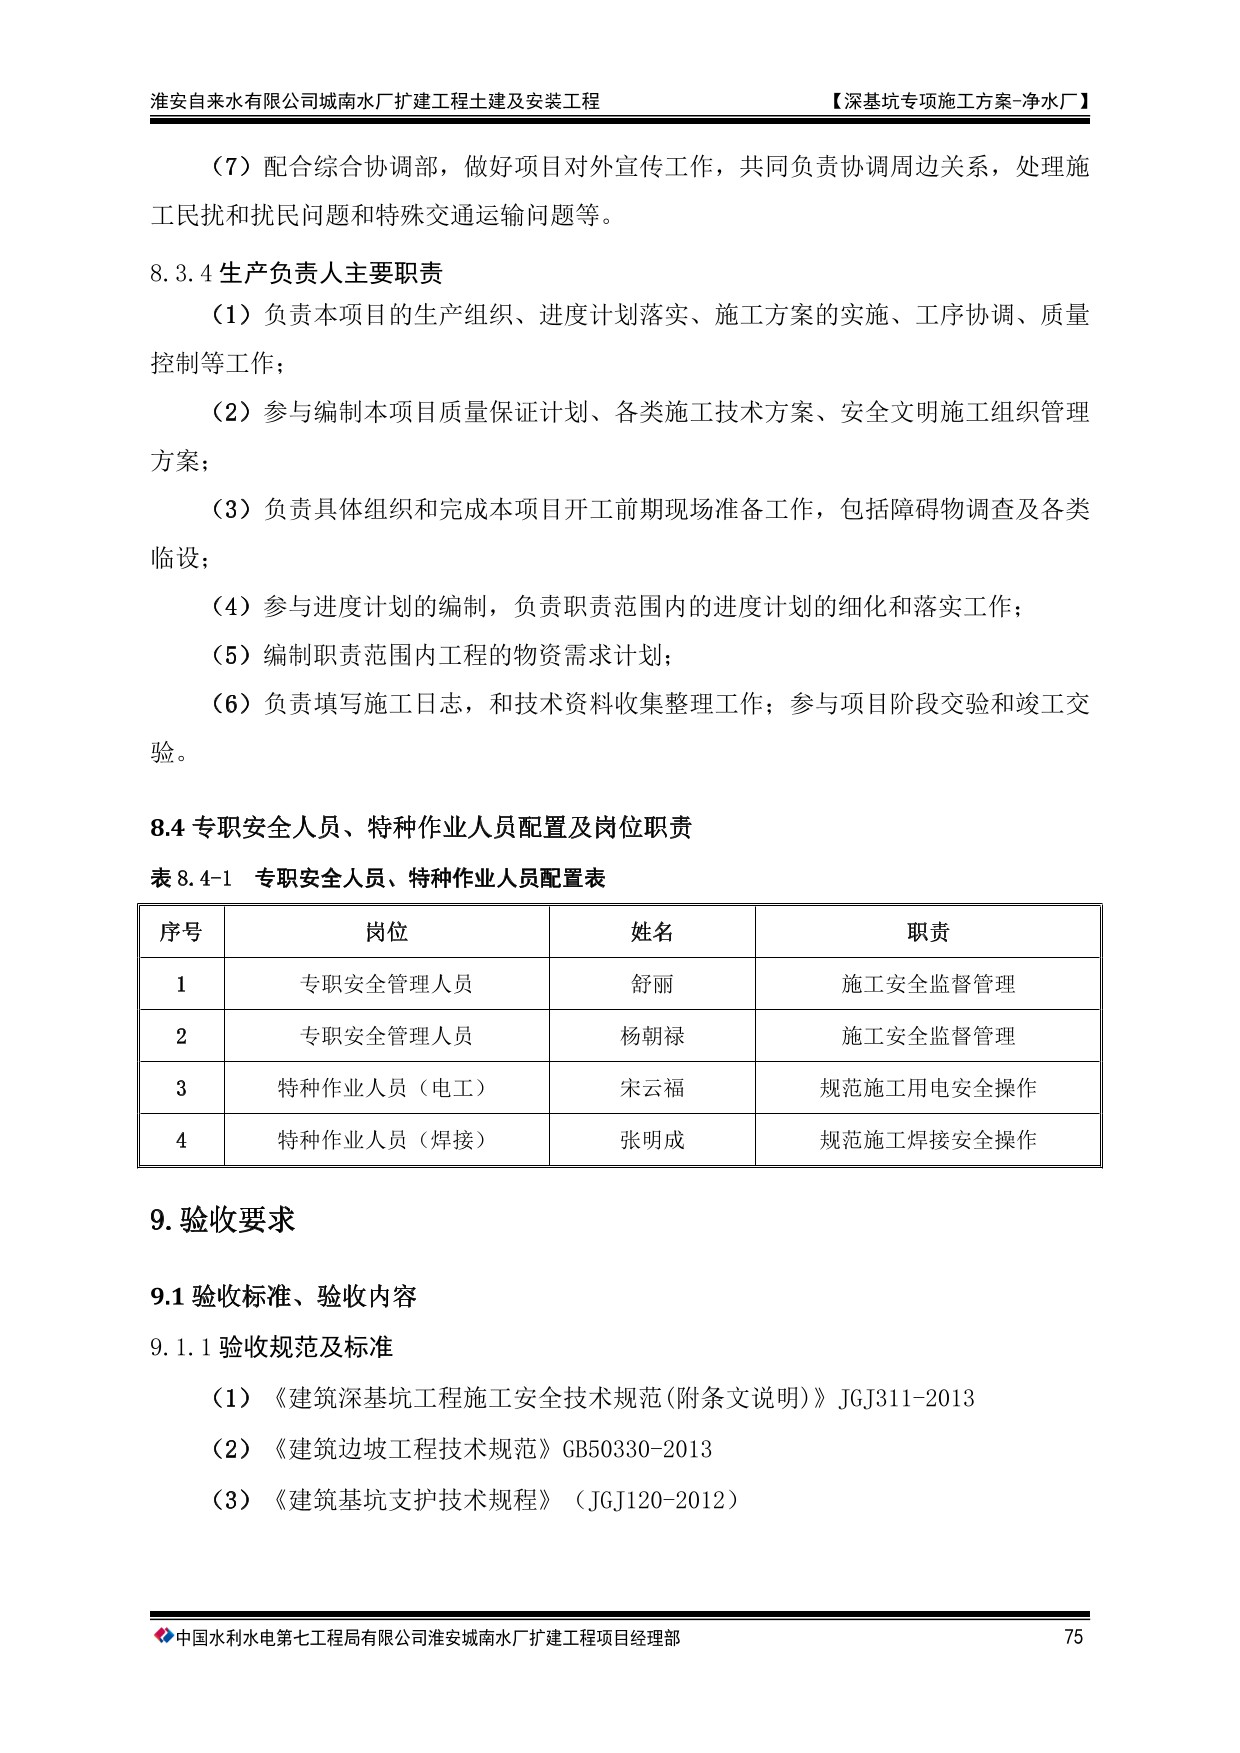 淮安自来水有限公司城南水厂扩建工程土建及安装工程 【深基坑专项施工方案-净水厂】
（7）配合综合协调部，做好项目对外宣传工作，共同负责协调周边关系，处理施
工民扰和扰民问题和特殊交通运输问题等。
8.3.4 生产负责人主要职责
（1）负责本项目的生产组织、进度计划落实、施工方案的实施、工序协调、质量
控制等工作；
（2）参与编制本项目质量保证计划、各类施工技术方案、安全文明施工组织管理
方案；
（3）负责具体组织和完成本项目开工前期现场准备工作，包括障碍物调查及各类
临设；
（4）参与进度计划的编制，负责职责范围内的进度计划的细化和落实工作；
（5）编制职责范围内工程的物资需求计划；
（6）负责填写施工日志，和技术资料收集整理工作；参与项目阶段交验和竣工交
验。
8.4 专职安全人员、特种作业人员配置及岗位职责
表 8.4-1 专职安全人员、特种作业人员配置表
序号 岗位 姓名 职责
1 专职安全管理人员 舒丽 施工安全监督管理
2 专职安全管理人员 杨朝禄 施工安全监督管理
3 特种作业人员（电工） 宋云福 规范施工用电安全操作
4 特种作业人员（焊接） 张明成 规范施工焊接安全操作
9. 验收要求
9.1 验收标准、验收内容
9.1.1 验收规范及标准
（1）《建筑深基坑工程施工安全技术规范(附条文说明)》JGJ311-2013
（2）《建筑边坡工程技术规范》GB50330-2013
（3）《建筑基坑支护技术规程》（JGJ120-2012）
中国水利水电第七工程局有限公司淮安城南水厂扩建工程项目经理部 75